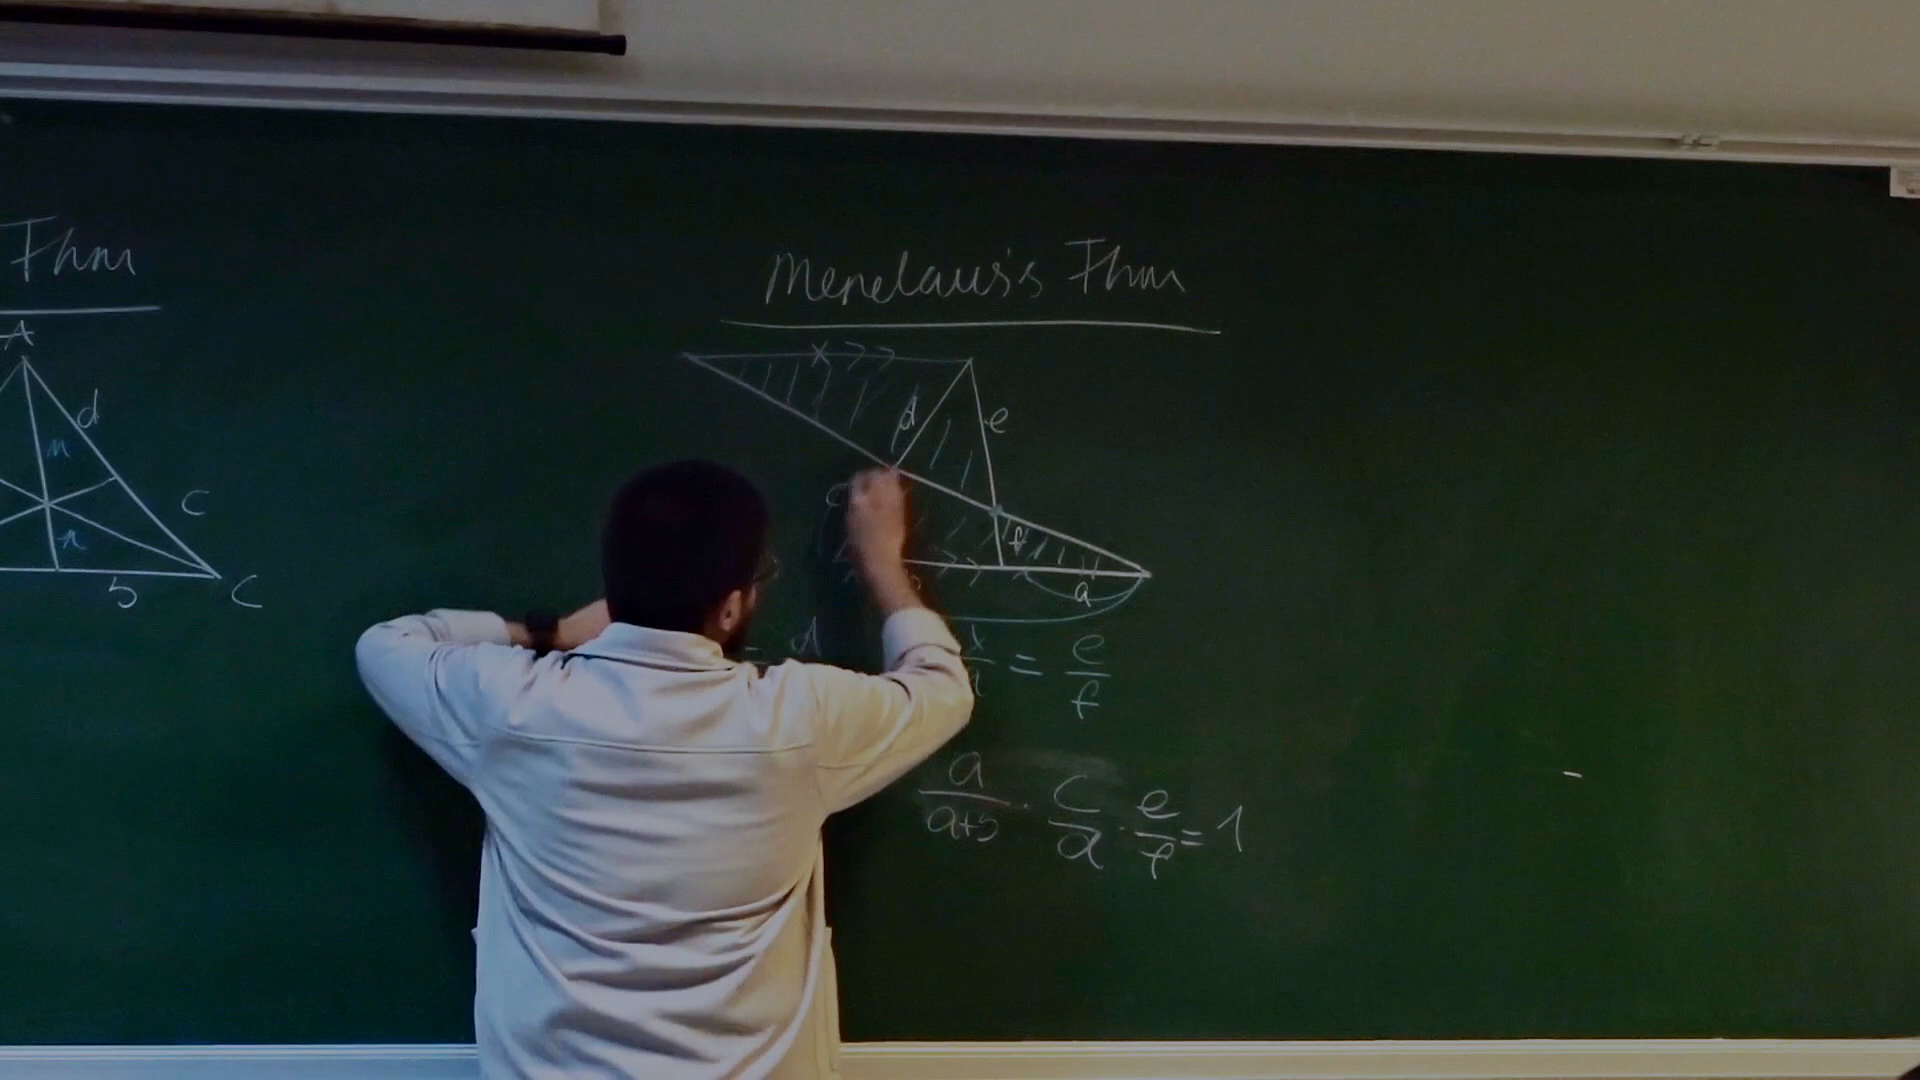 Thm
Menelaus's Thm
A
x
d
d
e
m
c
c
n
f
b
C
a
= d
x/a = e/f
a/a+b · c/d · e/f = 1